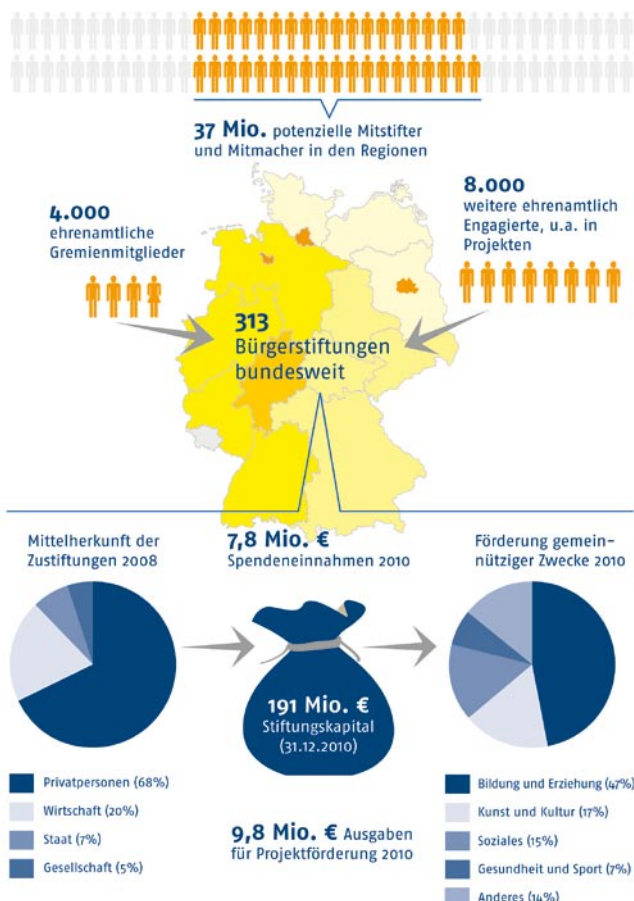 37 Mio. potenzielle Mitstifter
und Mitmacher in den Regionen
4.000
ehrenamtliche
Gremienmitglieder
8.000
weitere ehrenamtlich
Engagierte, u.a. in
Projekten
313
Bürgerstiftungen
bundesweit
Mittelherkunft der
Zustiftungen 2008
7,8 Mio. €
Spendeneinnahmen 2010
Förderung gemein-
nütziger Zwecke 2010
191 Mio. €
Stiftungskapital
(31.12.2010)
Privatpersonen (68%)
Wirtschaft (20%)
Staat (7%)
Gesellschaft (5%)
9,8 Mio. € Ausgaben
für Projektförderung 2010
Bildung und Erziehung (47%)
Kunst und Kultur (17%)
Soziales (15%)
Gesundheit und Sport (7%)
Anderes (14%)